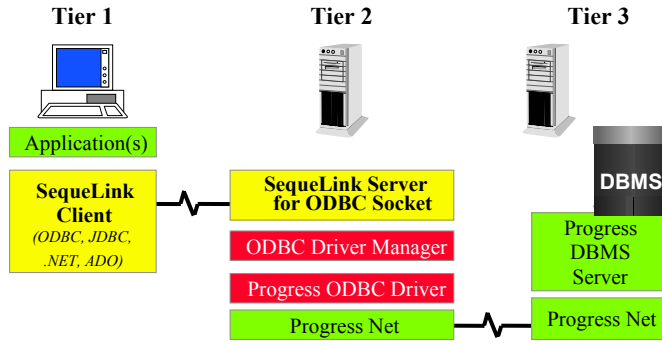 Tier 1
Tier 2
Tier 3
Application(s)
SequeLink
Client
(ODBC, JDBC,
.NET, ADO)
SequeLink Server
for ODBC Socket
ODBC Driver Manager
Progress ODBC Driver
Progress Net
DBMS
Progress
DBMS
Server
Progress Net